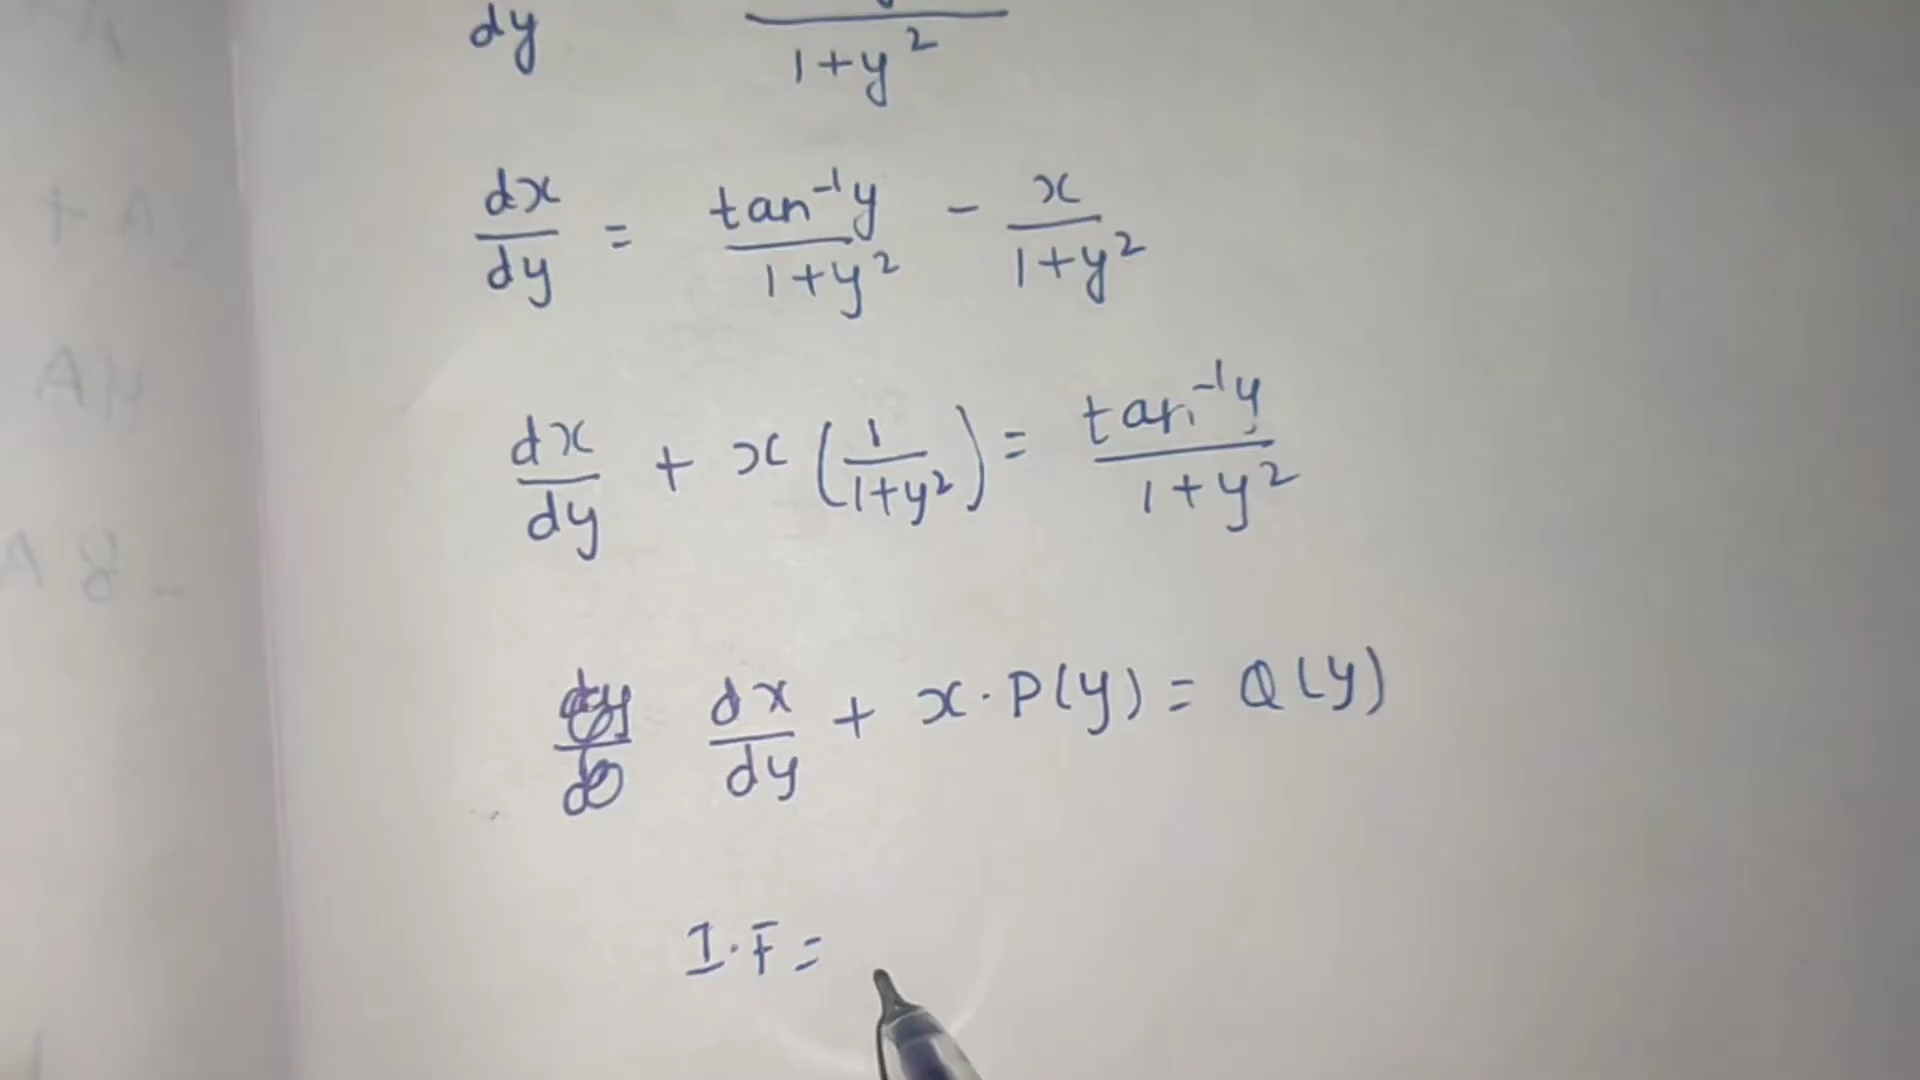 dy 1+y²
dx/dy = tan⁻¹y/1+y² - x/1+y²
dx/dy + x (1/1+y²) = tan⁻¹y/1+y²
dx/dy + x · P(y) = Q(y)
I.F =